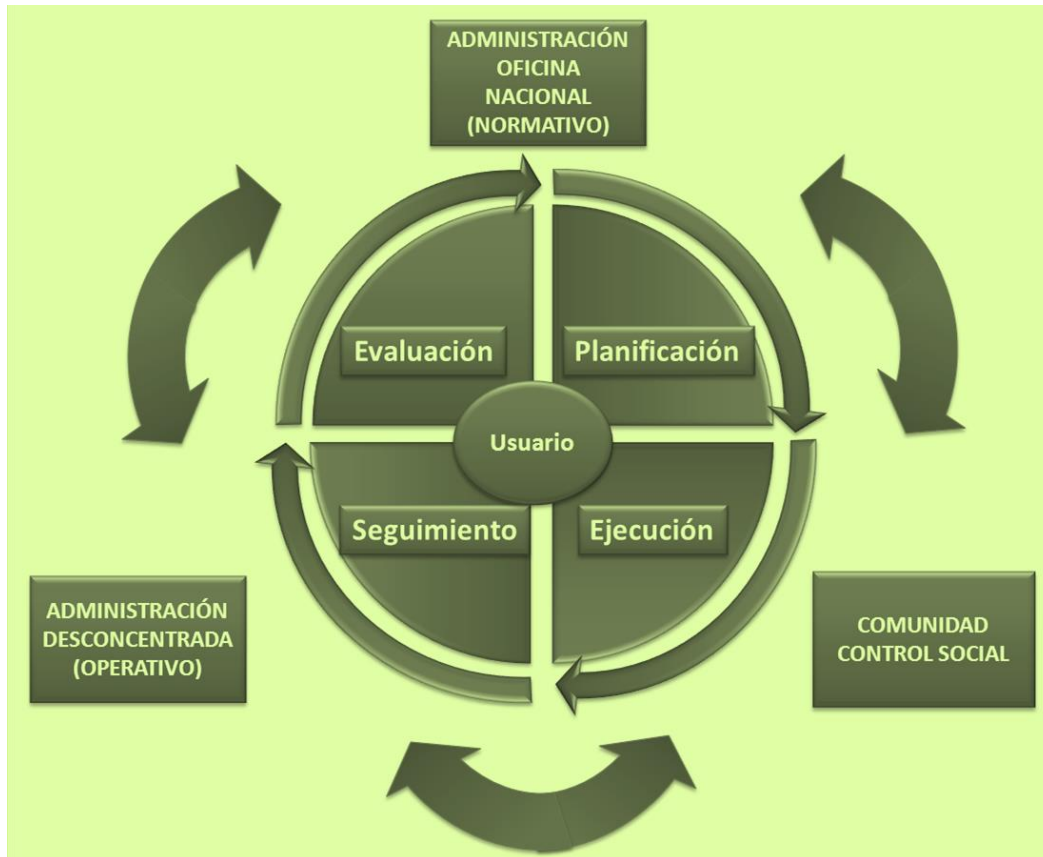 ADMINISTRACIÓN
OFICINA
NACIONAL
(NORMATIVO)
Evaluación
Planificación
Usuario
Seguimiento
Ejecución
ADMINISTRACIÓN
DESCONCENTRADA
(OPERATIVO)
COMUNIDAD
CONTROL SOCIAL